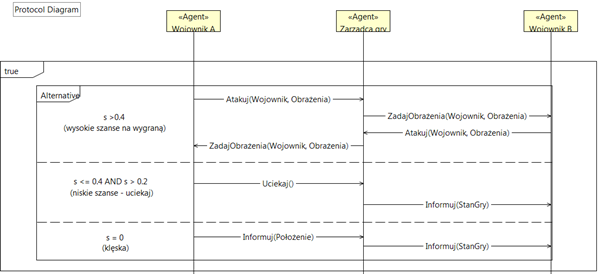 Protocol Diagram
«Agent»
Wojownik A
«Agent»
Zarządca gry
«Agent»
Wojownik B
true
Alternative
s >0.4
(wysokie szanse na wygraną)
Atakuj(Wojownik, Obrażenia)
ZadajObrażenia(Wojownik, Obrażenia)
Atakuj(Wojownik, Obrażenia)
ZadajObrażenia(Wojownik, Obrażenia)
s <= 0.4 AND s > 0.2
(niskie szanse - uciekaj)
Uciekaj()
Informuj(StanGry)
s = 0
(klęska)
Informuj(Położenie)
Informuj(StanGry)